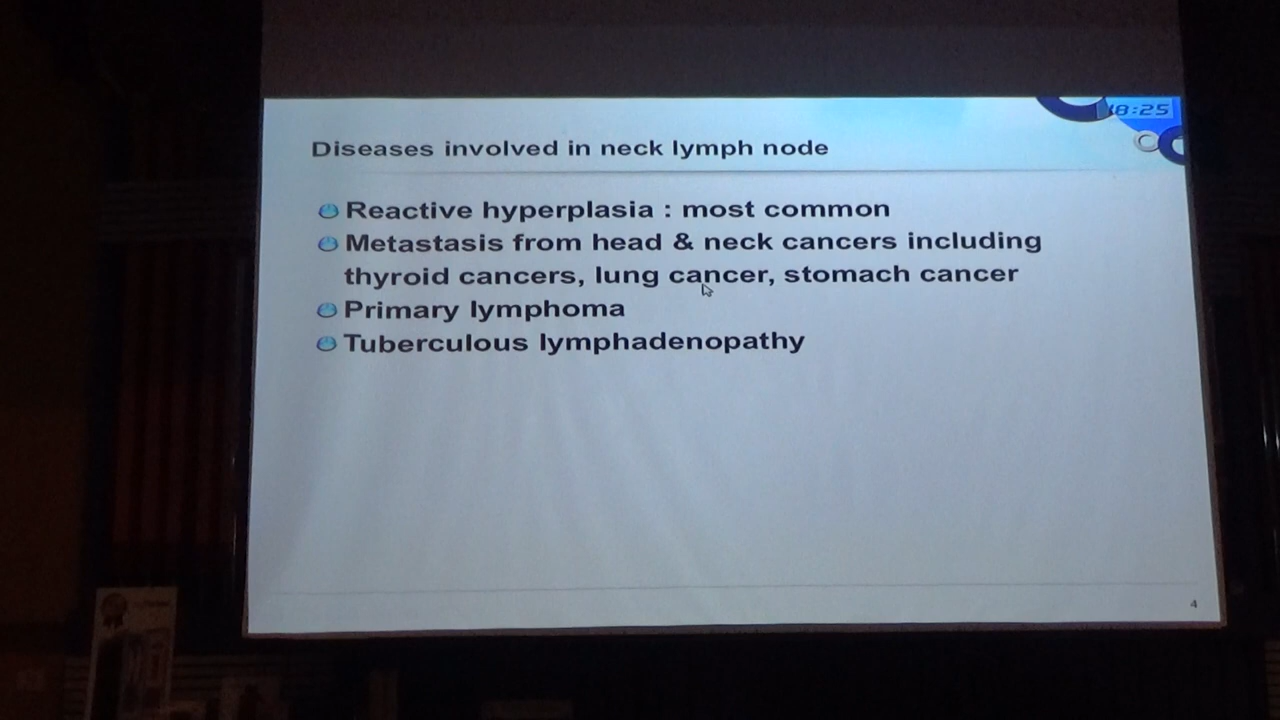 18:25
Diseases involved in neck lymph node
Reactive hyperplasia : most common
Metastasis from head & neck cancers including
thyroid cancers, lung cancer, stomach cancer
Primary lymphoma
Tuberculous lymphadenopathy
4